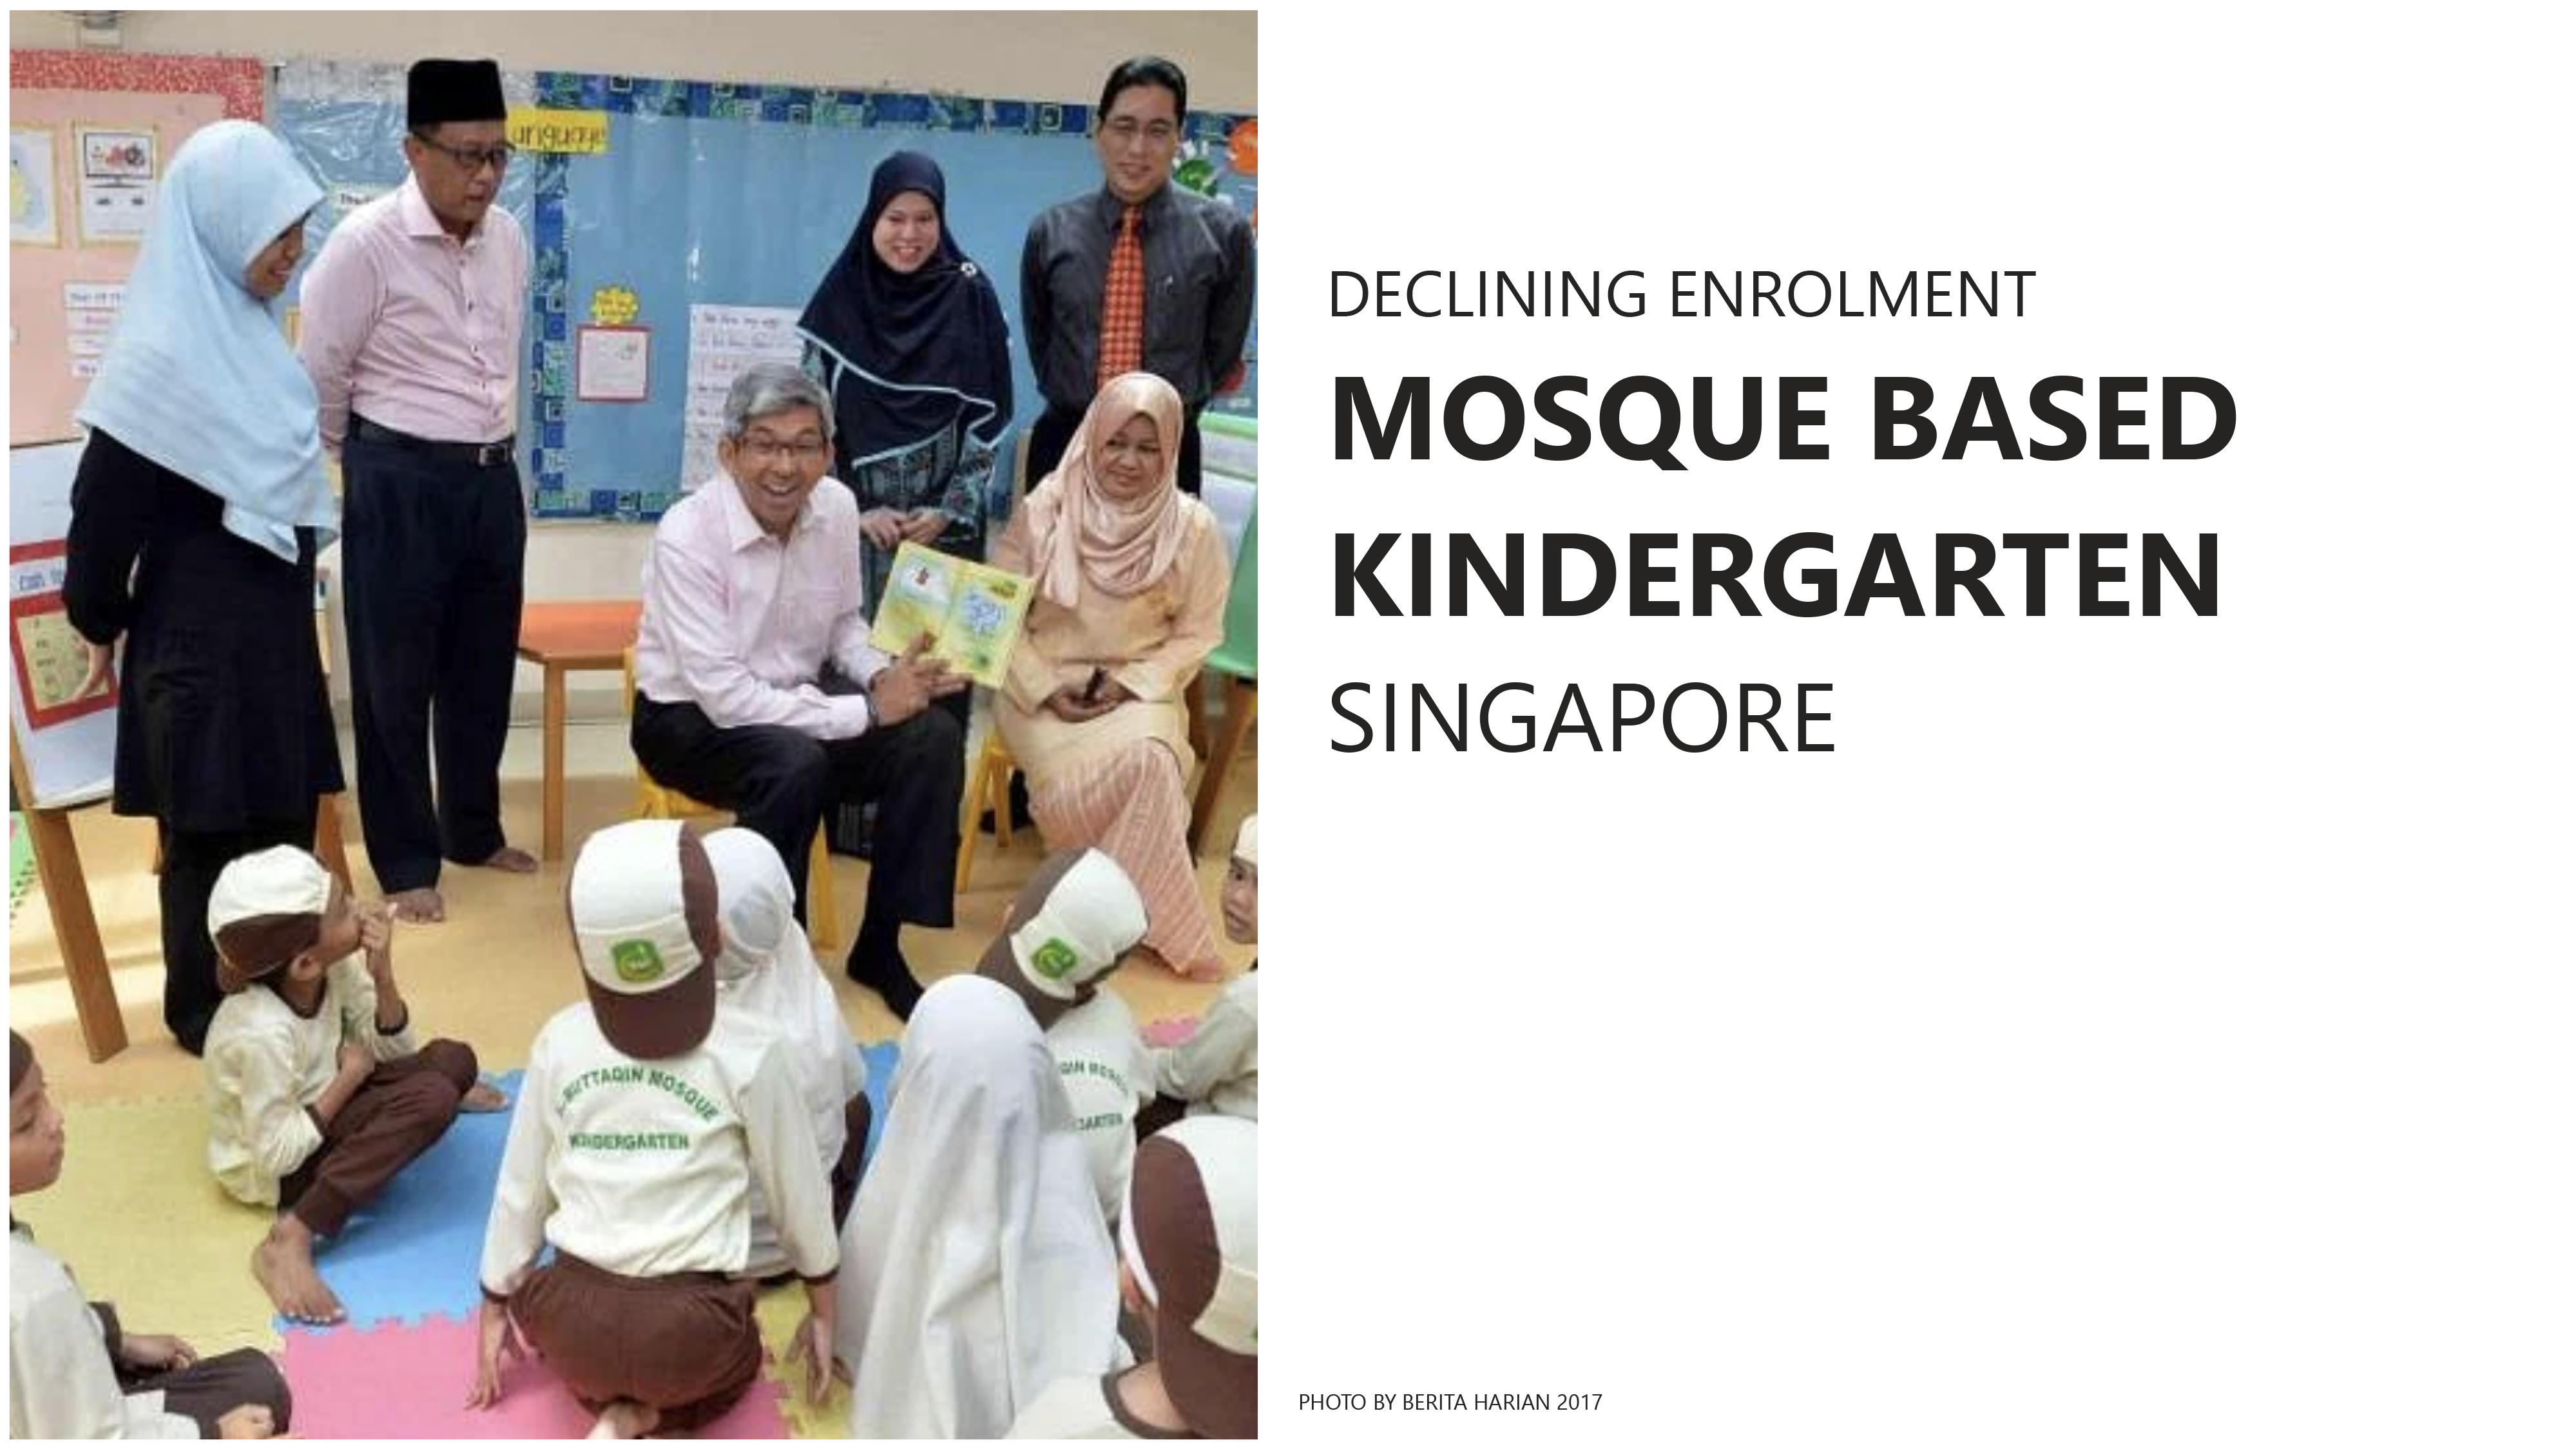 DECLINING ENROLMENT
MOSQUE BASED
KINDERGARTEN
SINGAPORE
PHOTO BY BERITA HARIAN 2017
MOSQUE
KINDERGARTEN